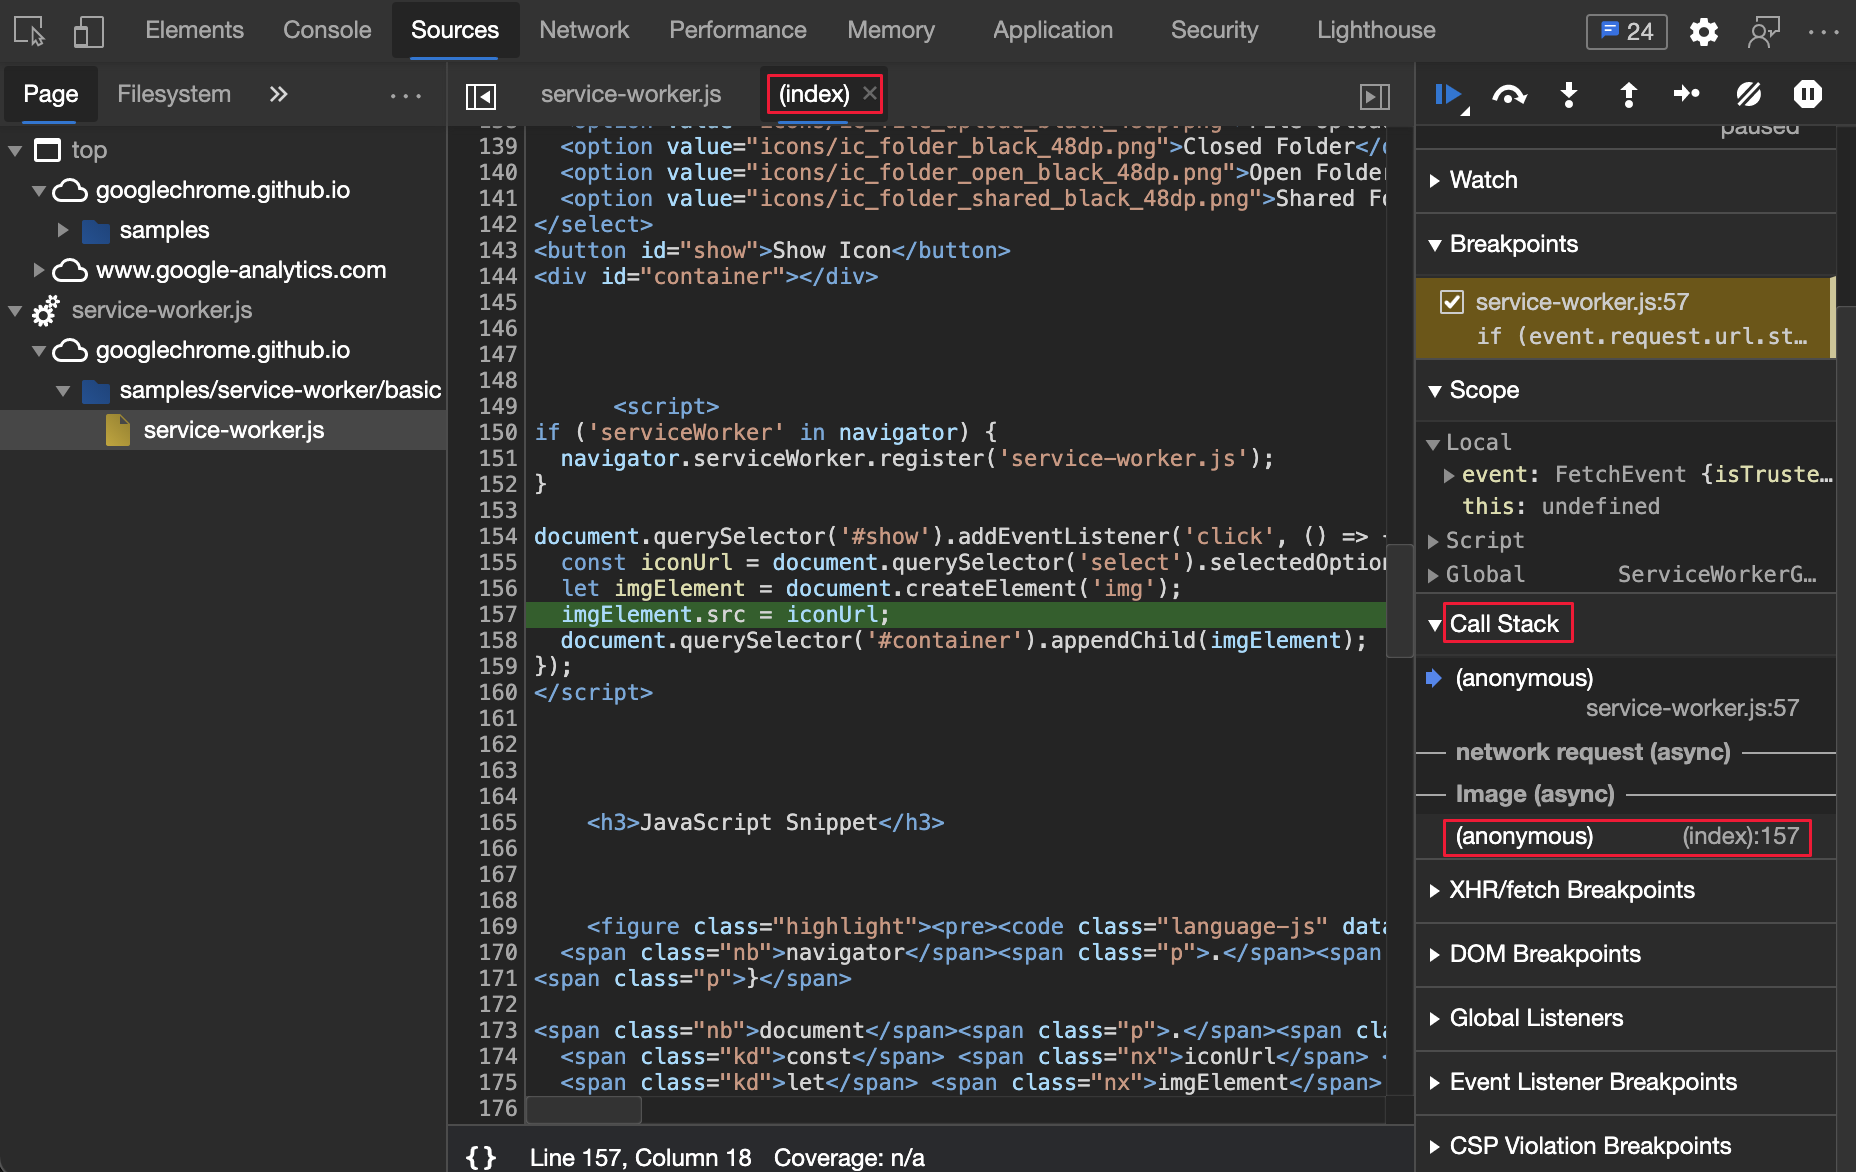 Elements Console Sources Network Performance Memory Application Security Lighthouse 24
Page Filesystem
top
googlechrome.github.io
samples
www.google-analytics.com
service-worker.js
googlechrome.github.io
samples/service-worker/basic
service-worker.js
service-worker.js (index)
139 <option value="icons/ic_folder_black_48dp.png">Closed Folder</
140 <option value="icons/ic_folder_open_black_48dp.png">Open Folder
141 <option value="icons/ic_folder_shared_black_48dp.png">Shared F
142 </select>
143 <button id="show">Show Icon</button>
144 <div id="container"></div>
145
146
147
148
149 <script>
150 if ('serviceWorker' in navigator) {
151 navigator.serviceWorker.register('service-worker.js');
152 }
153
154 document.querySelector('#show').addEventListener('click', () =>
155 const iconUrl = document.querySelector('select').selectedOption
156 let imgElement = document.createElement('img');
157 imgElement.src = iconUrl;
158 document.querySelector('#container').appendChild(imgElement);
159 });
160 </script>
161
162
163
164
165 <h3>JavaScript Snippet</h3>
166
167
168
169 <figure class="highlight"><pre><code class="language-js" data
170 <span class="nb">navigator</span><span class="p">.</span><span
171 <span class="p">}</span>
172
173 <span class="nb">document</span><span class="p">.</span><span cla
174 <span class="kd">const</span> <span class="nx">iconUrl</span>
175 <span class="kd">let</span> <span class="nx">imgElement</span>
176
{} Line 157, Column 18 Coverage: n/a
paused
Watch
Breakpoints
service-worker.js:57
if (event.request.url.st…
Scope
Local
event: FetchEvent {isTruste…
this: undefined
Script
Global ServiceWorkerG…
Call Stack
(anonymous)
service-worker.js:57
network request (async)
Image (async)
(anonymous) (index):157
XHR/fetch Breakpoints
DOM Breakpoints
Global Listeners
Event Listener Breakpoints
CSP Violation Breakpoints